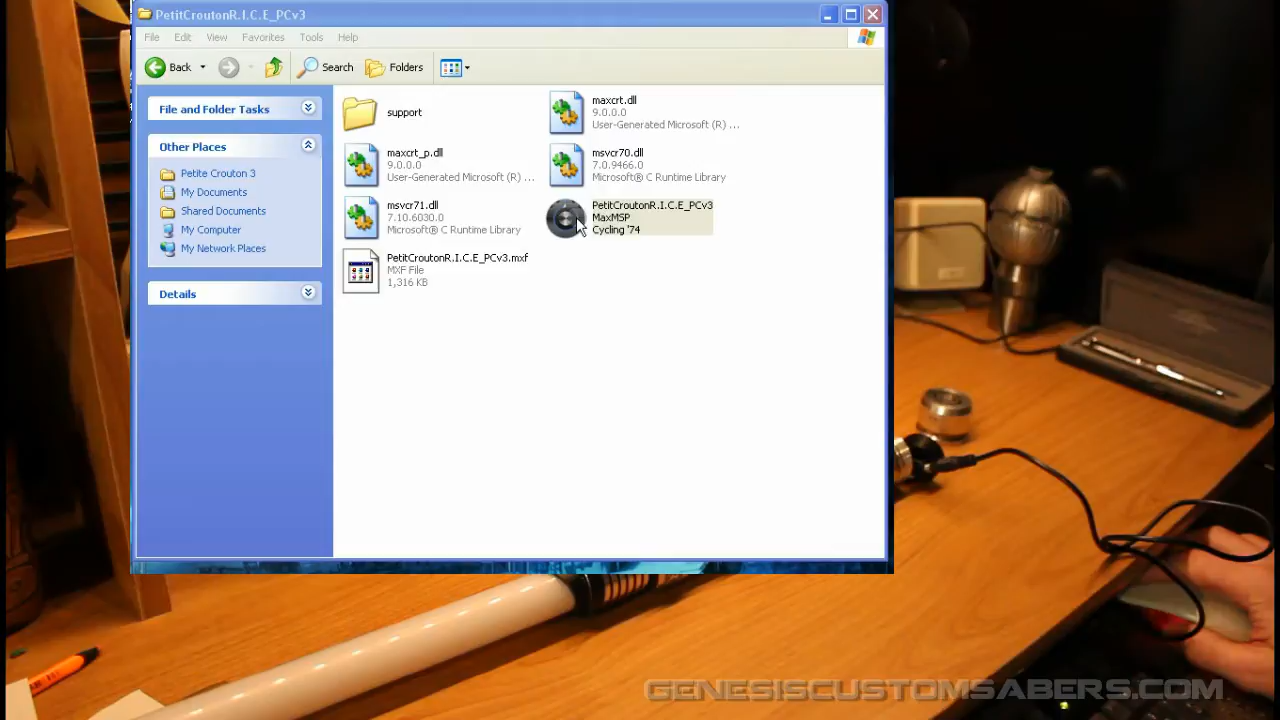 PetitCroutonR.I.C.E_PCv3
File Edit View Favorites Tools Help
Back Search Folders
File and Folder Tasks
Other Places
Petite Crouton 3
My Documents
Shared Documents
My Computer
My Network Places
Details
support
maxcrt.dll
9.0.0.0
User-Generated Microsoft (R) ...
maxcrt_p.dll
9.0.0.0
User-Generated Microsoft (R) ...
msvcr70.dll
7.0.9466.0
Microsoft® C Runtime Library
msvcr71.dll
7.10.6030.0
Microsoft® C Runtime Library
PetitCroutonR.I.C.E_PCv3
MaxMSP
Cycling '74
PetitCroutonR.I.C.E_PCv3.mxf
MXF File
1,316 KB
GENESISCUSTOMSABERS.COM